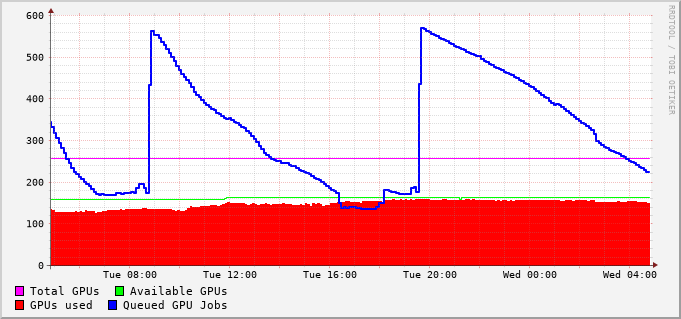 600
500
400
300
200
100
0
Tue 08:00 Tue 12:00 Tue 16:00 Tue 20:00 Wed 00:00 Wed 04:00
Total GPUs Available GPUs
GPUs used Queued GPU Jobs
RRDTOOL / TOBI OETIKER